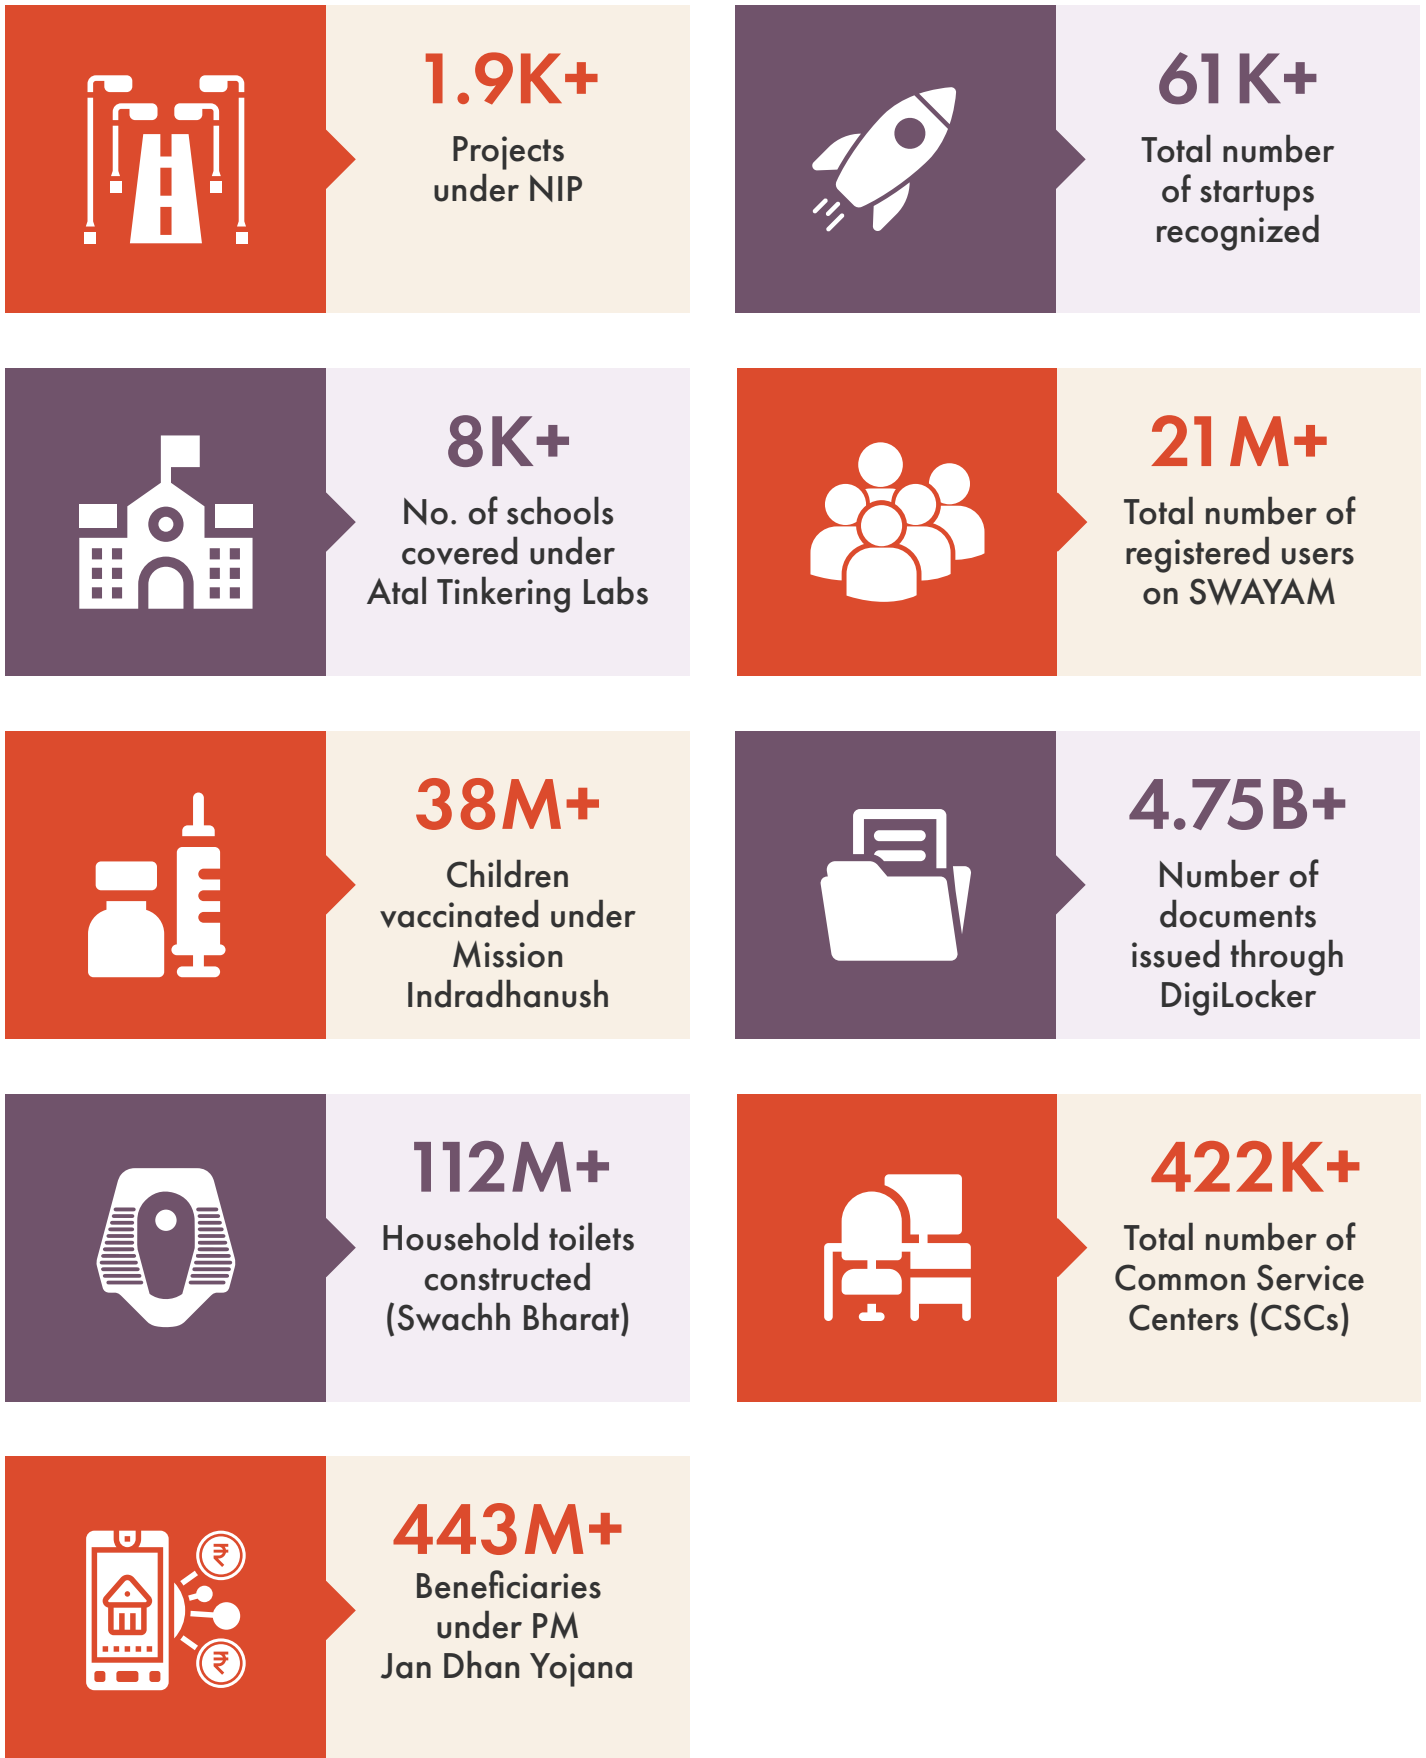 1.9K+
Projects
under NIP
61K+
Total number
of startups
recognized
8K+
No. of schools
covered under
Atal Tinkering Labs
21M+
Total number of
registered users
on SWAYAM
38M+
Children
vaccinated under
Mission
Indradhanush
4.75B+
Number of
documents
issued through
DigiLocker
112M+
Household toilets
constructed
(Swachh Bharat)
422K+
Total number of
Common Service
Centers (CSCs)
₹
443M+
Beneficiaries
under PM
Jan Dhan Yojana
₹